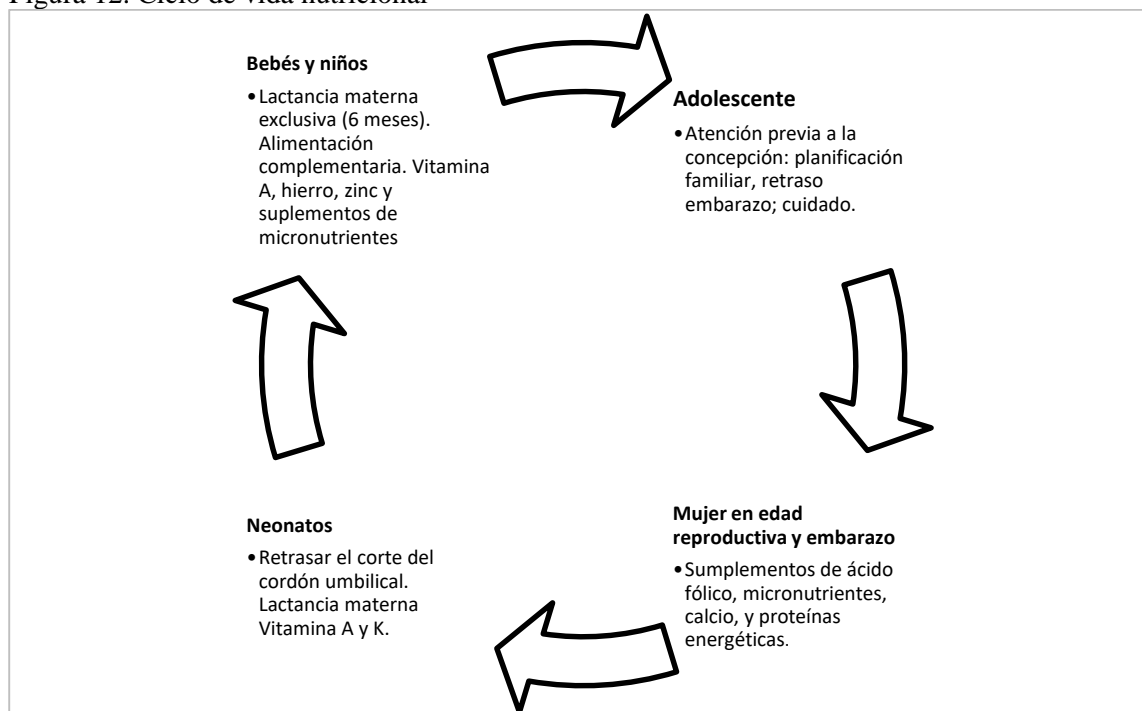 Figura 12. Ciclo de vida nutricional
Bebés y niños
•Lactancia materna
exclusiva (6 meses).
Alimentación
complementaria. Vitamina
A, hierro, zinc y
suplementos de
micronutrientes
Adolescente
•Atención previa a la
concepción: planificación
familiar, retraso
embarazo; cuidado.
Mujer en edad
reproductiva y embarazo
•Sumplementos de ácido
fólico, micronutrientes,
calcio, y proteínas
energéticas.
Neonatos
•Retrasar el corte del
cordón umbilical.
Lactancia materna
Vitamina A y K.